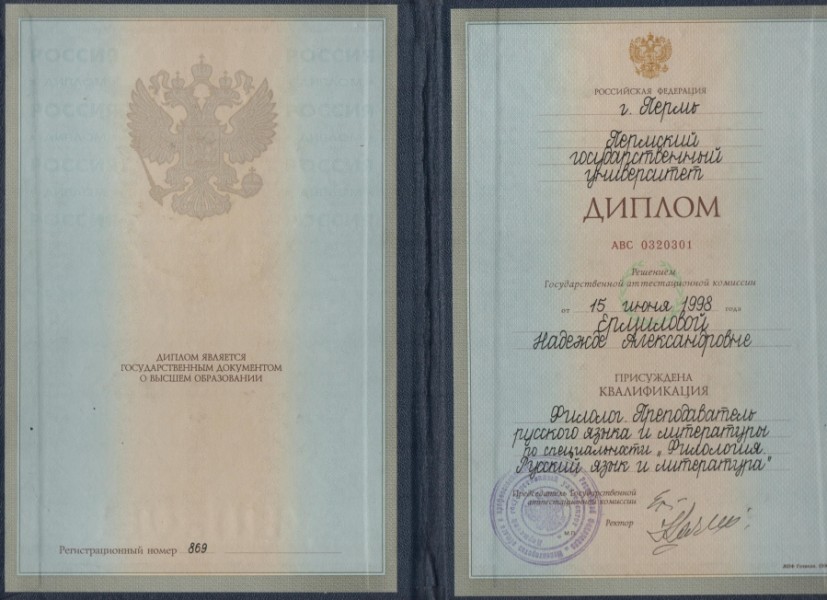 ДИПЛОМ ЯВЛЯЕТСЯ
ГОСУДАРСТВЕННЫМ ДОКУМЕНТОМ
О ВЫСШЕМ ОБРАЗОВАНИИ
Регистрационный номер 869
РОССИЙСКАЯ ФЕДЕРАЦИЯ
г. Пермь
Пермский
государственный
университет
ДИПЛОМ
АВС 0320301
Решением
Государственной аттестационной комиссии
от 15 июня 1998 года
Ермиловой
Надежде Александровне
ПРИСУЖДЕНА
КВАЛИФИКАЦИЯ
Филолог. Преподаватель
русского языка и литературы
по специальности „Филология.
Русский язык и литература"
Председатель Государственной
аттестационной комиссии
Ректор